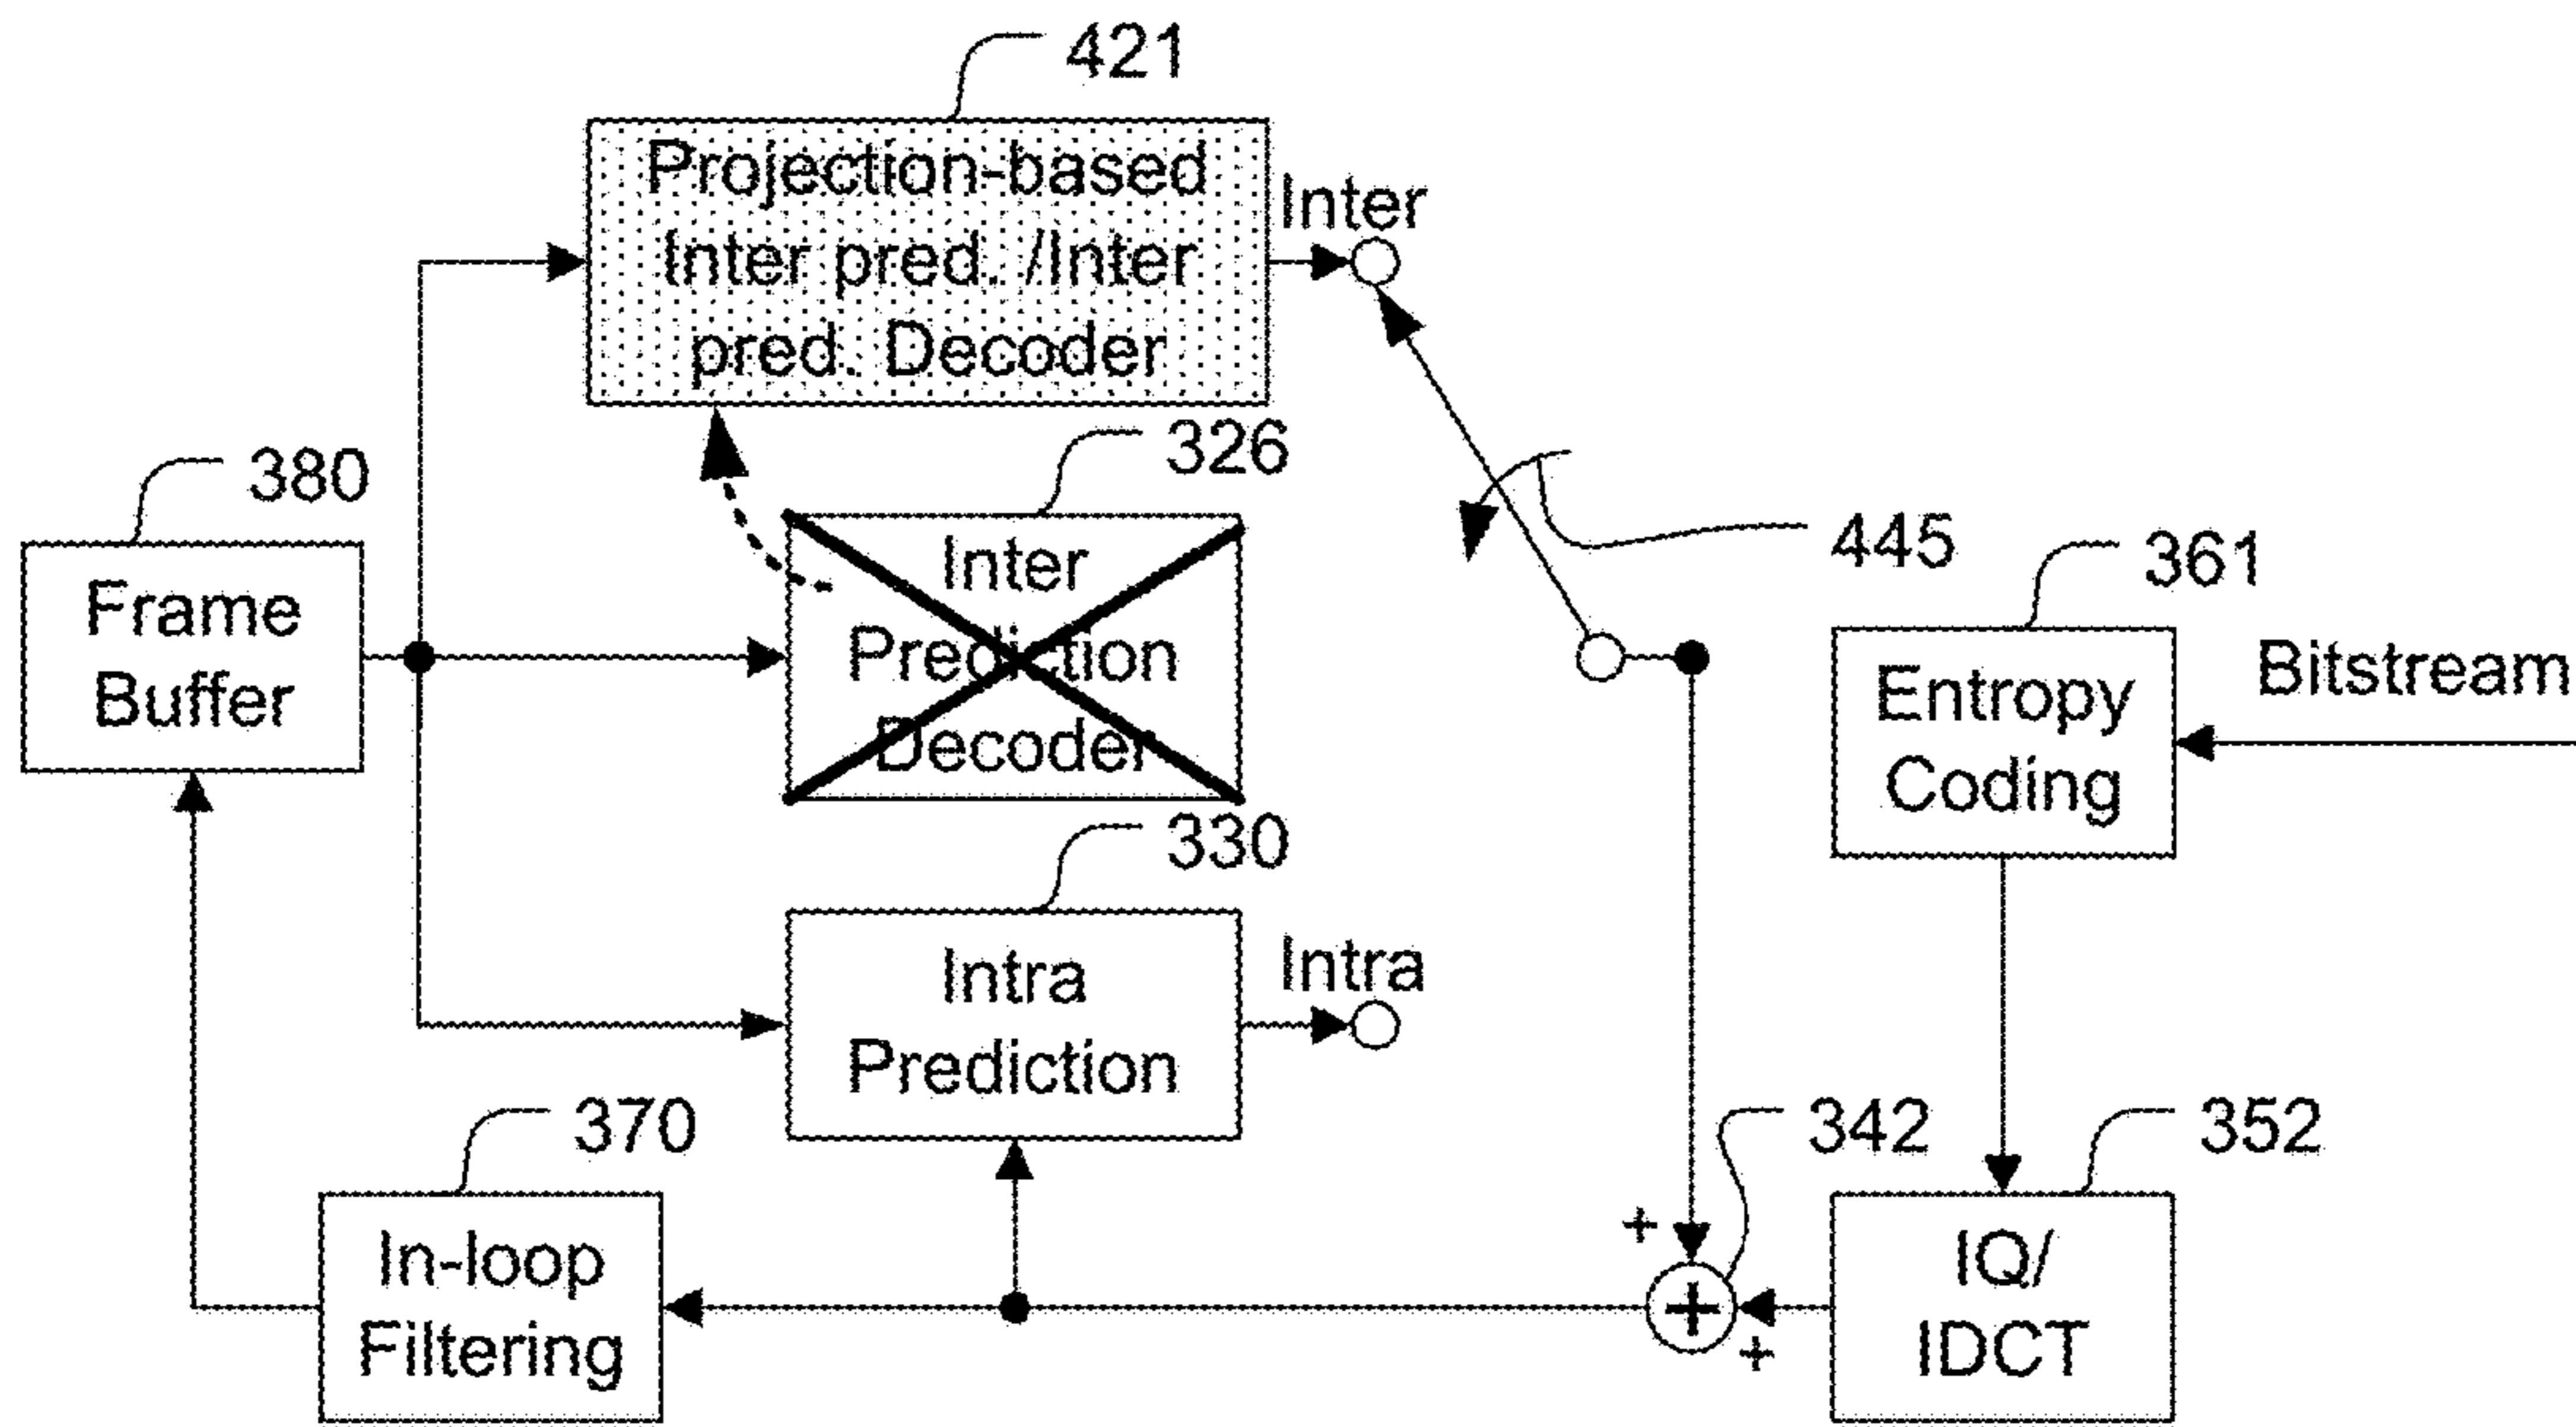 421
Projection-based
Inter pred. /Inter
pred. Decoder
Inter
380
Frame
Buffer
326
Inter
Prediction
Decoder
445
361
Entropy
Coding
Bitstream
330
Intra
Prediction
Intra
370
In-loop
Filtering
342
+
+
+
352
IQ/
IDCT